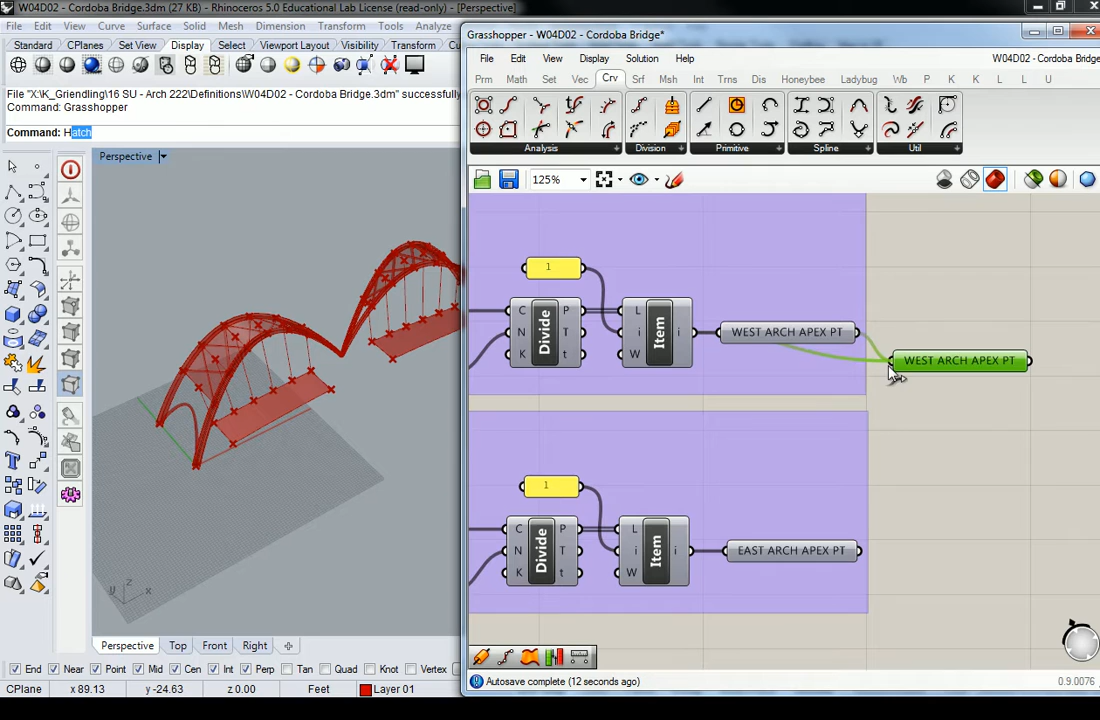 W04D02 - Cordoba Bridge.3dm (27 KB) - Rhinoceros 5.0 Educational Lab License (read-only) - [Perspective]
File Edit View Curve Surface Solid Mesh Dimension Transform Tools Analyze
Standard CPlanes Set View Display Select Viewport Layout Visibility Transform
File "X:\K_Griendling\16 SU - Arch 222\Definitions\W04D02 - Cordoba Bridge.3dm" successfully
Command: Grasshopper
Command: Hatch
Perspective
z
y
x
Perspective Top Front Right
End Near Point Mid Cen Int Perp Tan Quad Knot Vertex
CPlane x 89.13 y -24.63 z 0.00 Feet Layer 01
Grasshopper - W04D02 - Cordoba Bridge*
File Edit View Display Solution Help W04D02 - Cordoba Bridge
Prm Math Set Vec Crv Srf Msh Int Trns Dis Honeybee Ladybug Wb P K K L U
Analysis Division Primitive Spline Util
125%
1
C
N
K
Divide
P
T
t
L
i
W
Item
i
WEST ARCH APEX PT
WEST ARCH APEX PT
1
C
N
K
Divide
P
T
t
L
i
W
Item
i
EAST ARCH APEX PT
Autosave complete (12 seconds ago)
0.9.0076